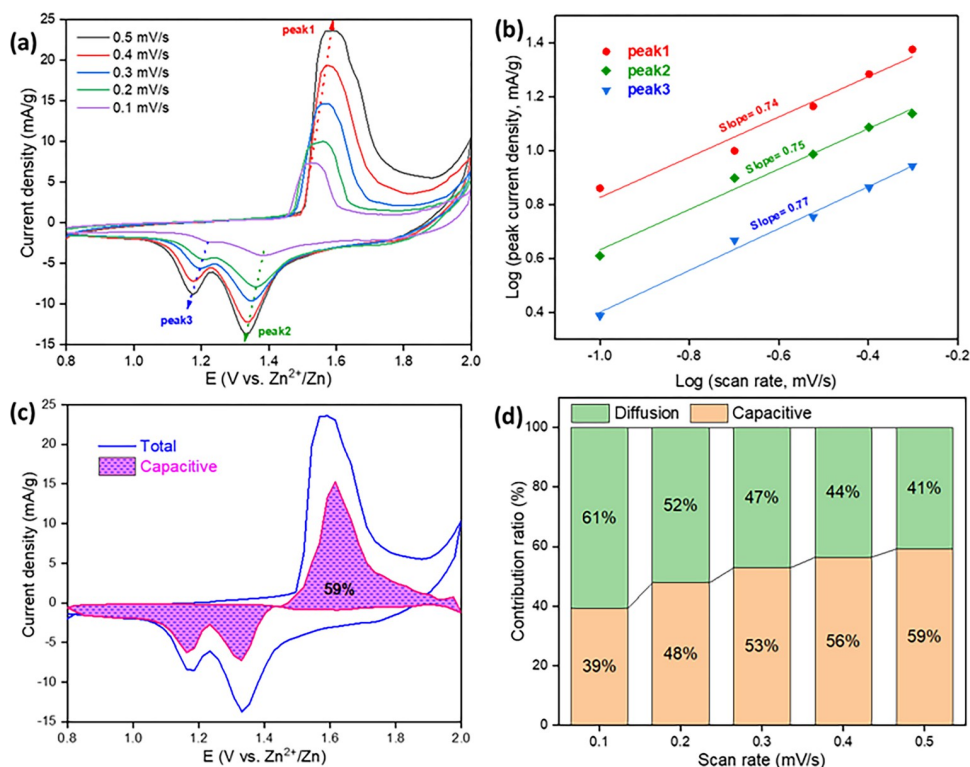 (a)
0.5 mV/s
0.4 mV/s
0.3 mV/s
0.2 mV/s
0.1 mV/s
peak1
peak3
peak2
Current density (mA/g)
25
20
15
10
5
0
-5
-10
-15
0.8 1.0 1.2 1.4 1.6 1.8 2.0
E (V vs. Zn²⁺/Zn)
(b)
peak1
peak2
peak3
Slope= 0.74
Slope= 0.75
Slope= 0.77
Log (peak current density, mA/g)
1.4
1.2
1.0
0.8
0.6
0.4
-1.0 -0.8 -0.6 -0.4 -0.2
Log (scan rate, mV/s)
(c)
Total
Capacitive
59%
Current density (mA/g)
25
20
15
10
5
0
-5
-10
-15
0.8 1.0 1.2 1.4 1.6 1.8 2.0
E (V vs. Zn²⁺/Zn)
(d)
Diffusion Capacitive
Contribution ratio (%)
100
80
60
40
20
0
61% 52% 47% 44% 41%
39% 48% 53% 56% 59%
0.1 0.2 0.3 0.4 0.5
Scan rate (mV/s)